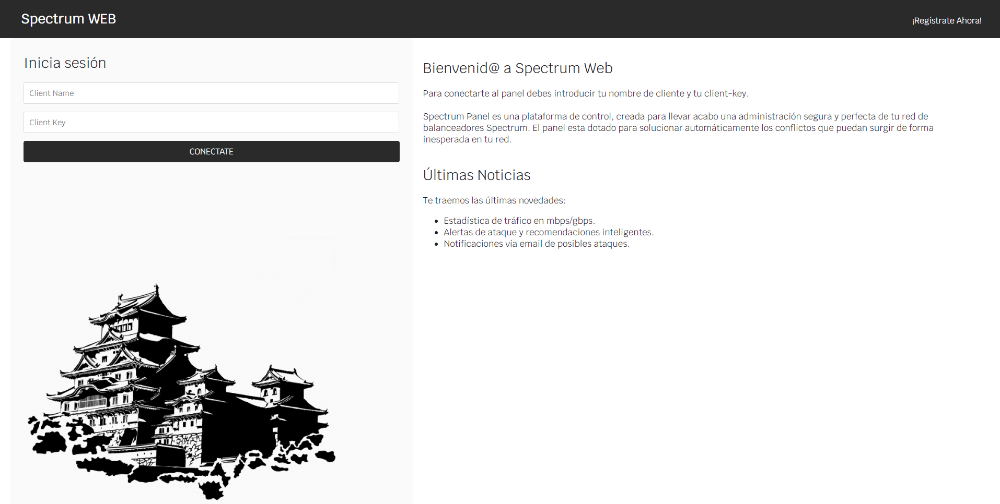 Spectrum WEB
¡Regístrate Ahora!
Inicia sesión
Client Name
Client Key
CONECTATE
Bienvenid@ a Spectrum Web
Para conectarte al panel debes introducir tu nombre de cliente y tu client-key.
Spectrum Panel es una plataforma de control, creada para llevar acabo una administración segura y perfecta de tu red de
balanceadores Spectrum. El panel esta dotado para solucionar automáticamente los conflictos que puedan surgir de forma
inesperada en tu red.
Últimas Noticias
Te traemos las últimas novedades:
Estadística de tráfico en mbps/gbps.
Alertas de ataque y recomendaciones inteligentes.
Notificaciones vía email de posibles ataques.